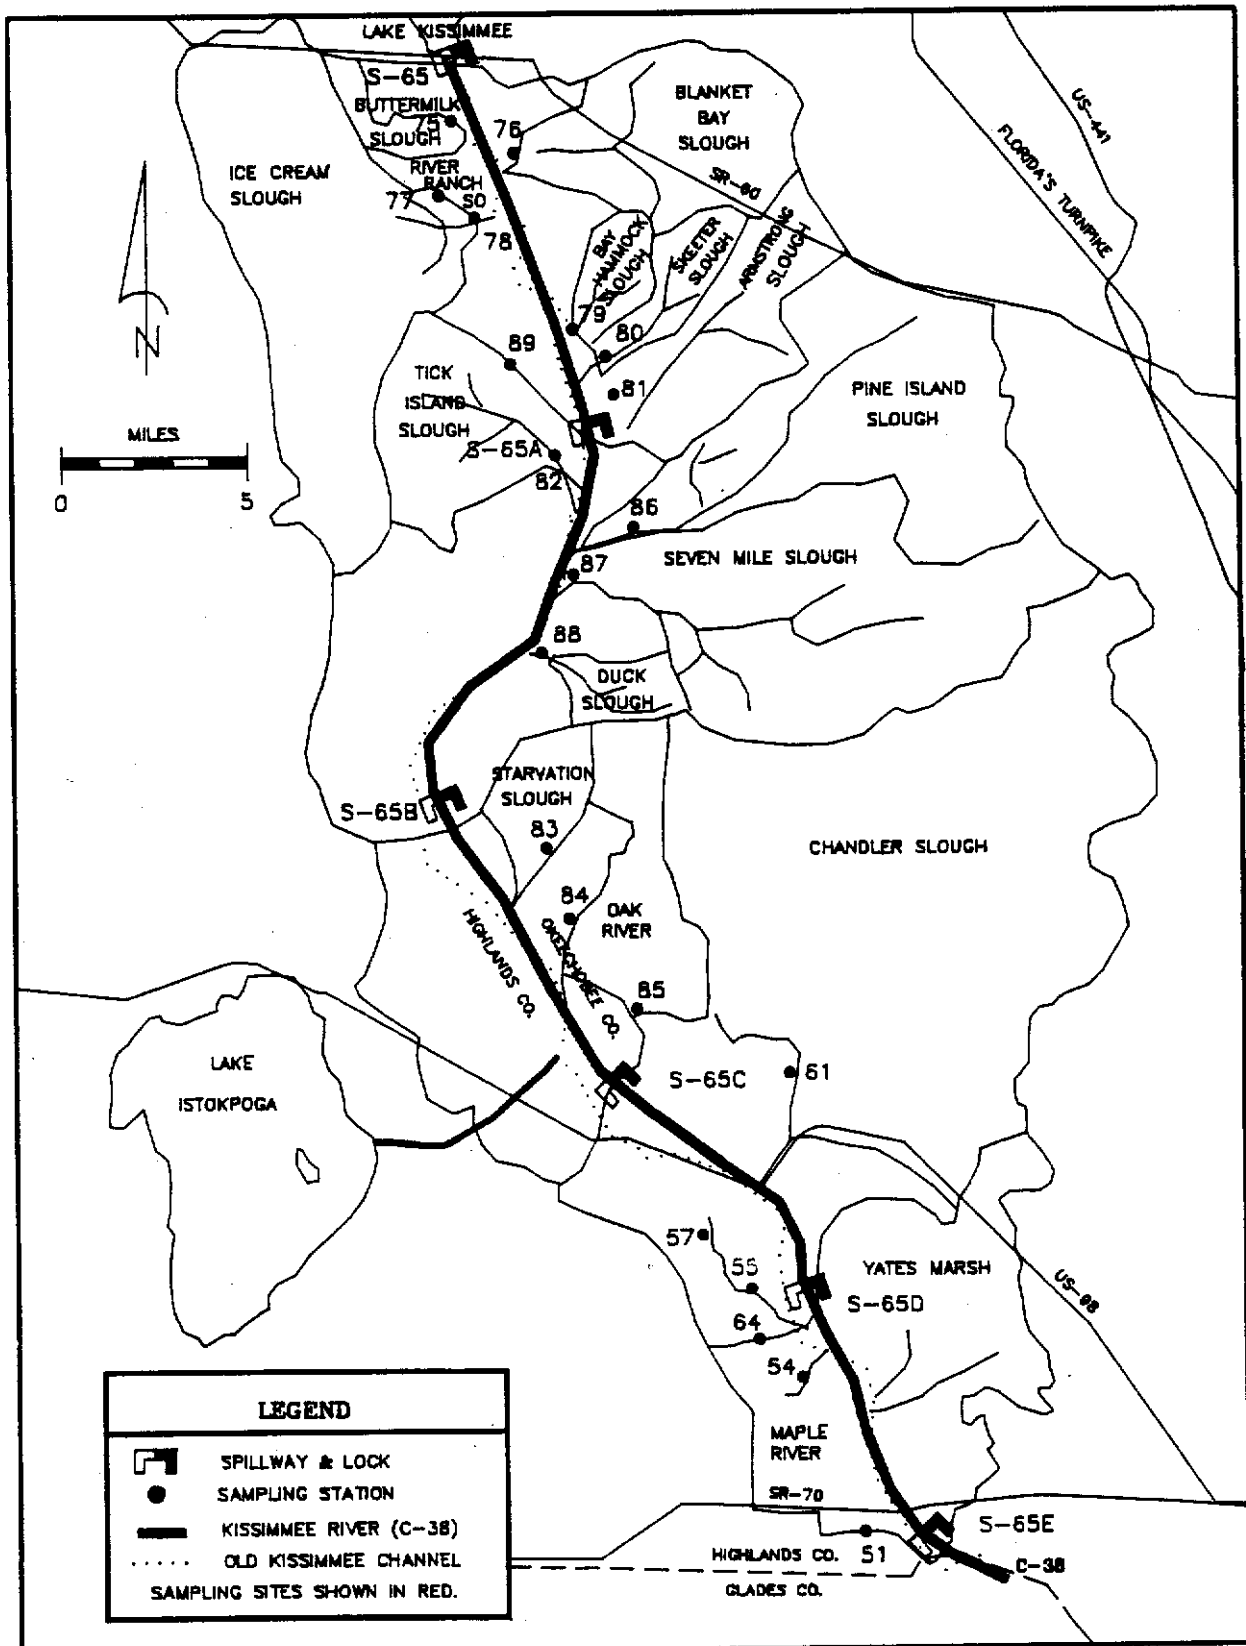 LAKE KISSIMMEE
S-65
BUTTERMILK
SLOUGH
75
76
BLANKET
BAY
SLOUGH
US-441
FLORIDA'S TURNPIKE
ICE CREAM
SLOUGH
RIVER
RANCH
SO
77
78
SR-60
BAY
HAMMOCK
SLOUGH
SKEETER
SLOUGH
ARMSTRONG
SLOUGH
79
80
89
81
TICK
ISLAND
SLOUGH
PINE ISLAND
SLOUGH
N
MILES
0
5
S-65A
82
86
SEVEN MILE SLOUGH
87
88
DUCK
SLOUGH
STARVATION
SLOUGH
S-65B
83
CHANDLER SLOUGH
84
OAK
RIVER
HIGHLANDS CO.
OKEECHOBEE CO.
85
LAKE
ISTOKPOGA
S-65C
61
57
55
YATES MARSH
US-98
S-65D
64
54
MAPLE
RIVER
SR-70
S-65E
51
HIGHLANDS CO.
GLADES CO.
C-38
LEGEND
SPILLWAY & LOCK
SAMPLING STATION
KISSIMMEE RIVER (C-38)
OLD KISSIMMEE CHANNEL
SAMPLING SITES SHOWN IN RED.